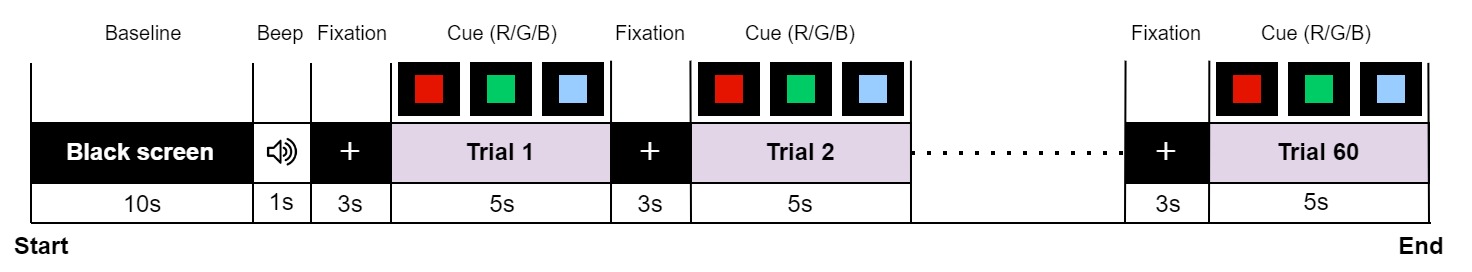 Baseline Beep Fixation Cue (R/G/B) Fixation Cue (R/G/B) Fixation Cue (R/G/B)
Black screen + Trial 1 + Trial 2 + Trial 60
10s 1s 3s 5s 3s 5s 3s 5s
Start End